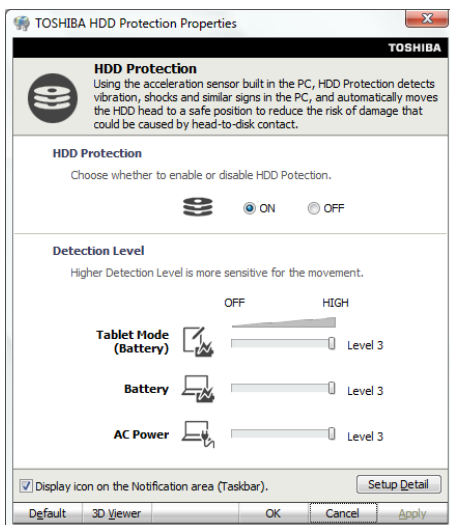 TOSHIBA HDD Protection Properties
TOSHIBA
HDD Protection
Using the acceleration sensor built in the PC, HDD Protection detects
vibration, shocks and similar signs in the PC, and automatically moves
the HDD head to a safe position to reduce the risk of damage that
could be caused by head-to-disk contact.
HDD Protection
Choose whether to enable or disable HDD Potection.
ON OFF
Detection Level
Higher Detection Level is more sensitive for the movement.
OFF HIGH
Tablet Mode
(Battery) Level 3
Battery Level 3
AC Power Level 3
Display icon on the Notification area (Taskbar). Setup Detail
Default 3D Viewer OK Cancel Apply